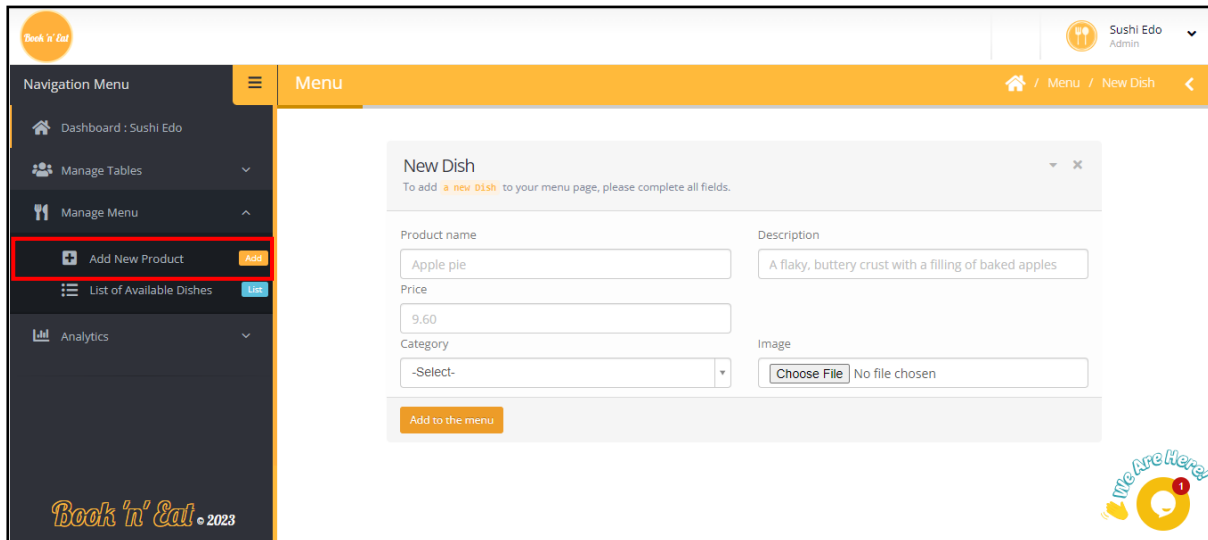 Book 'n' Eat
Sushi Edo
Admin
Navigation Menu
Menu
/ Menu / New Dish
Dashboard : Sushi Edo
Manage Tables
Manage Menu
Add New Product Add
List of Available Dishes List
Analytics
New Dish
To add a new Dish to your menu page, please complete all fields.
Product name
Description
Apple pie
A flaky, buttery crust with a filling of baked apples
Price
9.60
Category
Image
-Select-
Choose File No file chosen
Add to the menu
We Are Here!
1
Book 'n' Eat © 2023